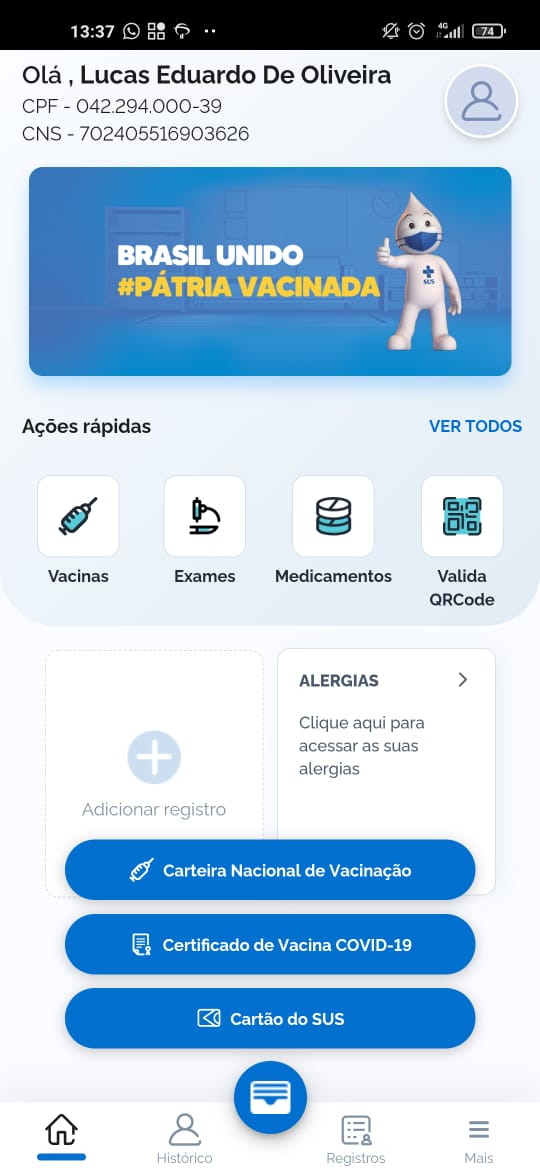 13:37
4G
74
Olá , Lucas Eduardo De Oliveira
CPF - 042.294.000-39
CNS - 702405516903626
BRASIL UNIDO
#PÁTRIA VACINADA
SUS
Ações rápidas
VER TODOS
Vacinas
Exames
Medicamentos
Valida
QRCode
Adicionar registro
ALERGIAS
Clique aqui para
acessar as suas
alergias
Carteira Nacional de Vacinação
Certificado de Vacina COVID-19
Cartão do SUS
Histórico
Registros
Mais